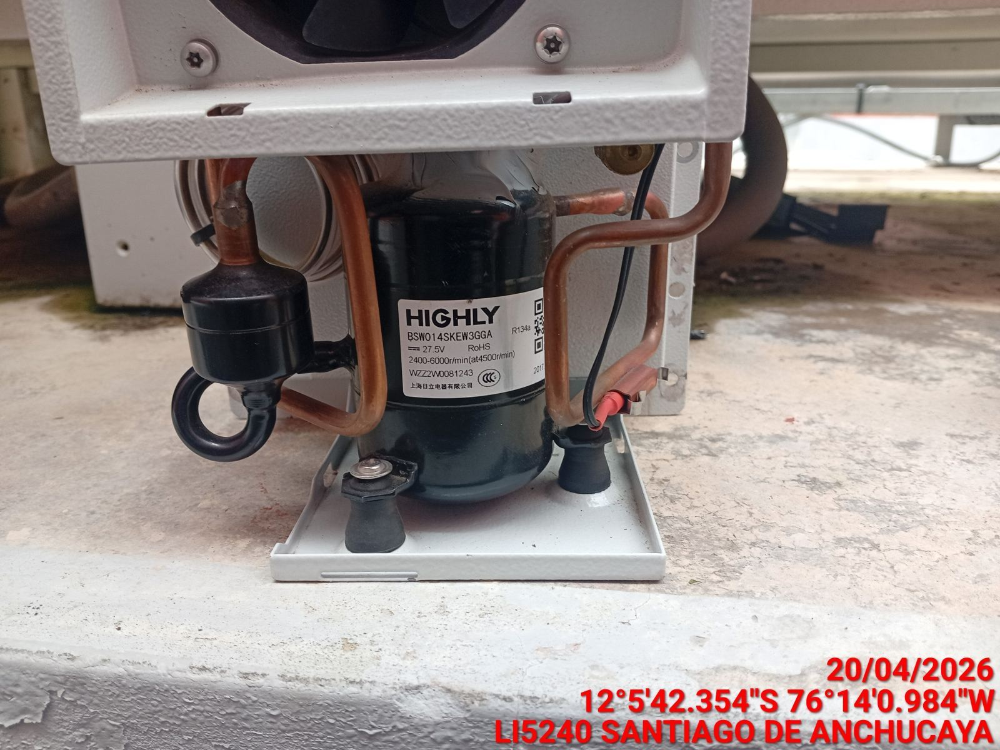 HIGHLY
BSW014SKEW3GGA R134a
⎓ 27.5V RoHS
2400-6000r/min(at4500r/min)
WZZ2W0081243 CCC S 2017
上海日立电器有限公司
20/04/2026
12°5'42.354"S 76°14'0.984"W
LI5240 SANTIAGO DE ANCHUCAYA